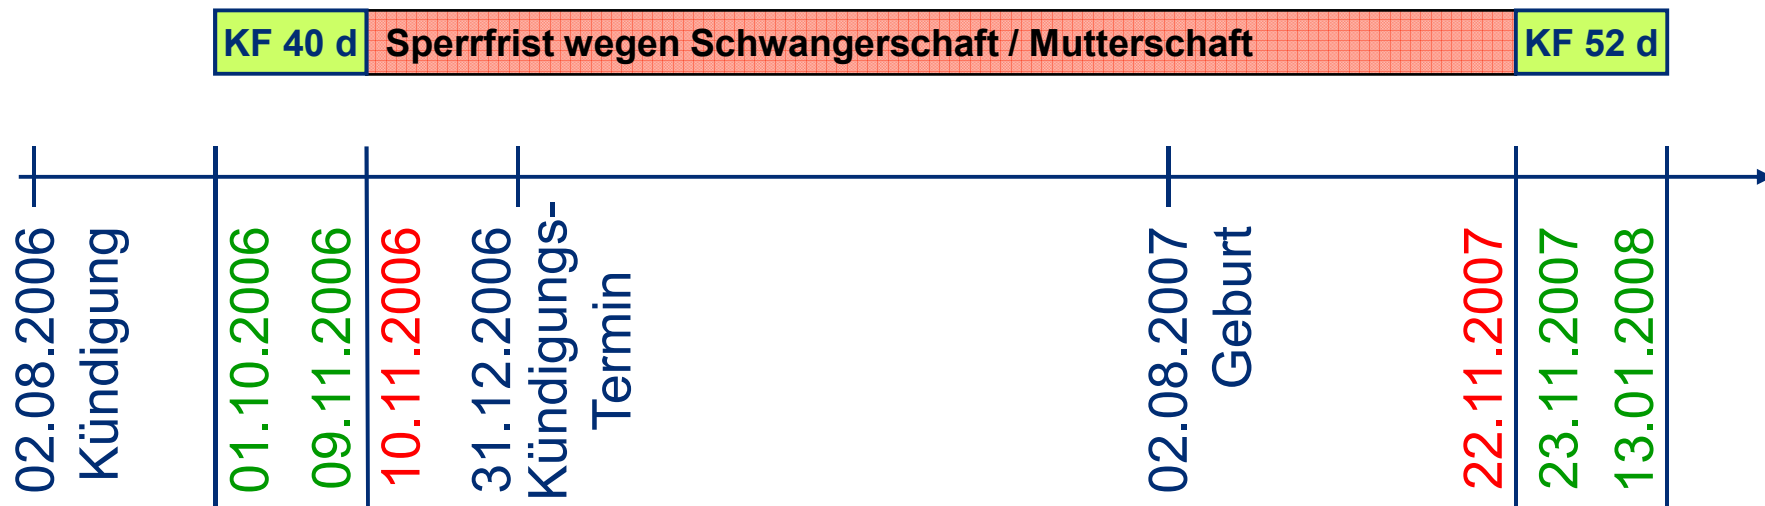 KF 40 d
Sperrfrist wegen Schwangerschaft / Mutterschaft
KF 52 d
02.08.2006
Kündigung
01.10.2006
09.11.2006
10.11.2006
31.12.2006
Kündigungs-
Termin
02.08.2007
Geburt
22.11.2007
23.11.2007
13.01.2008